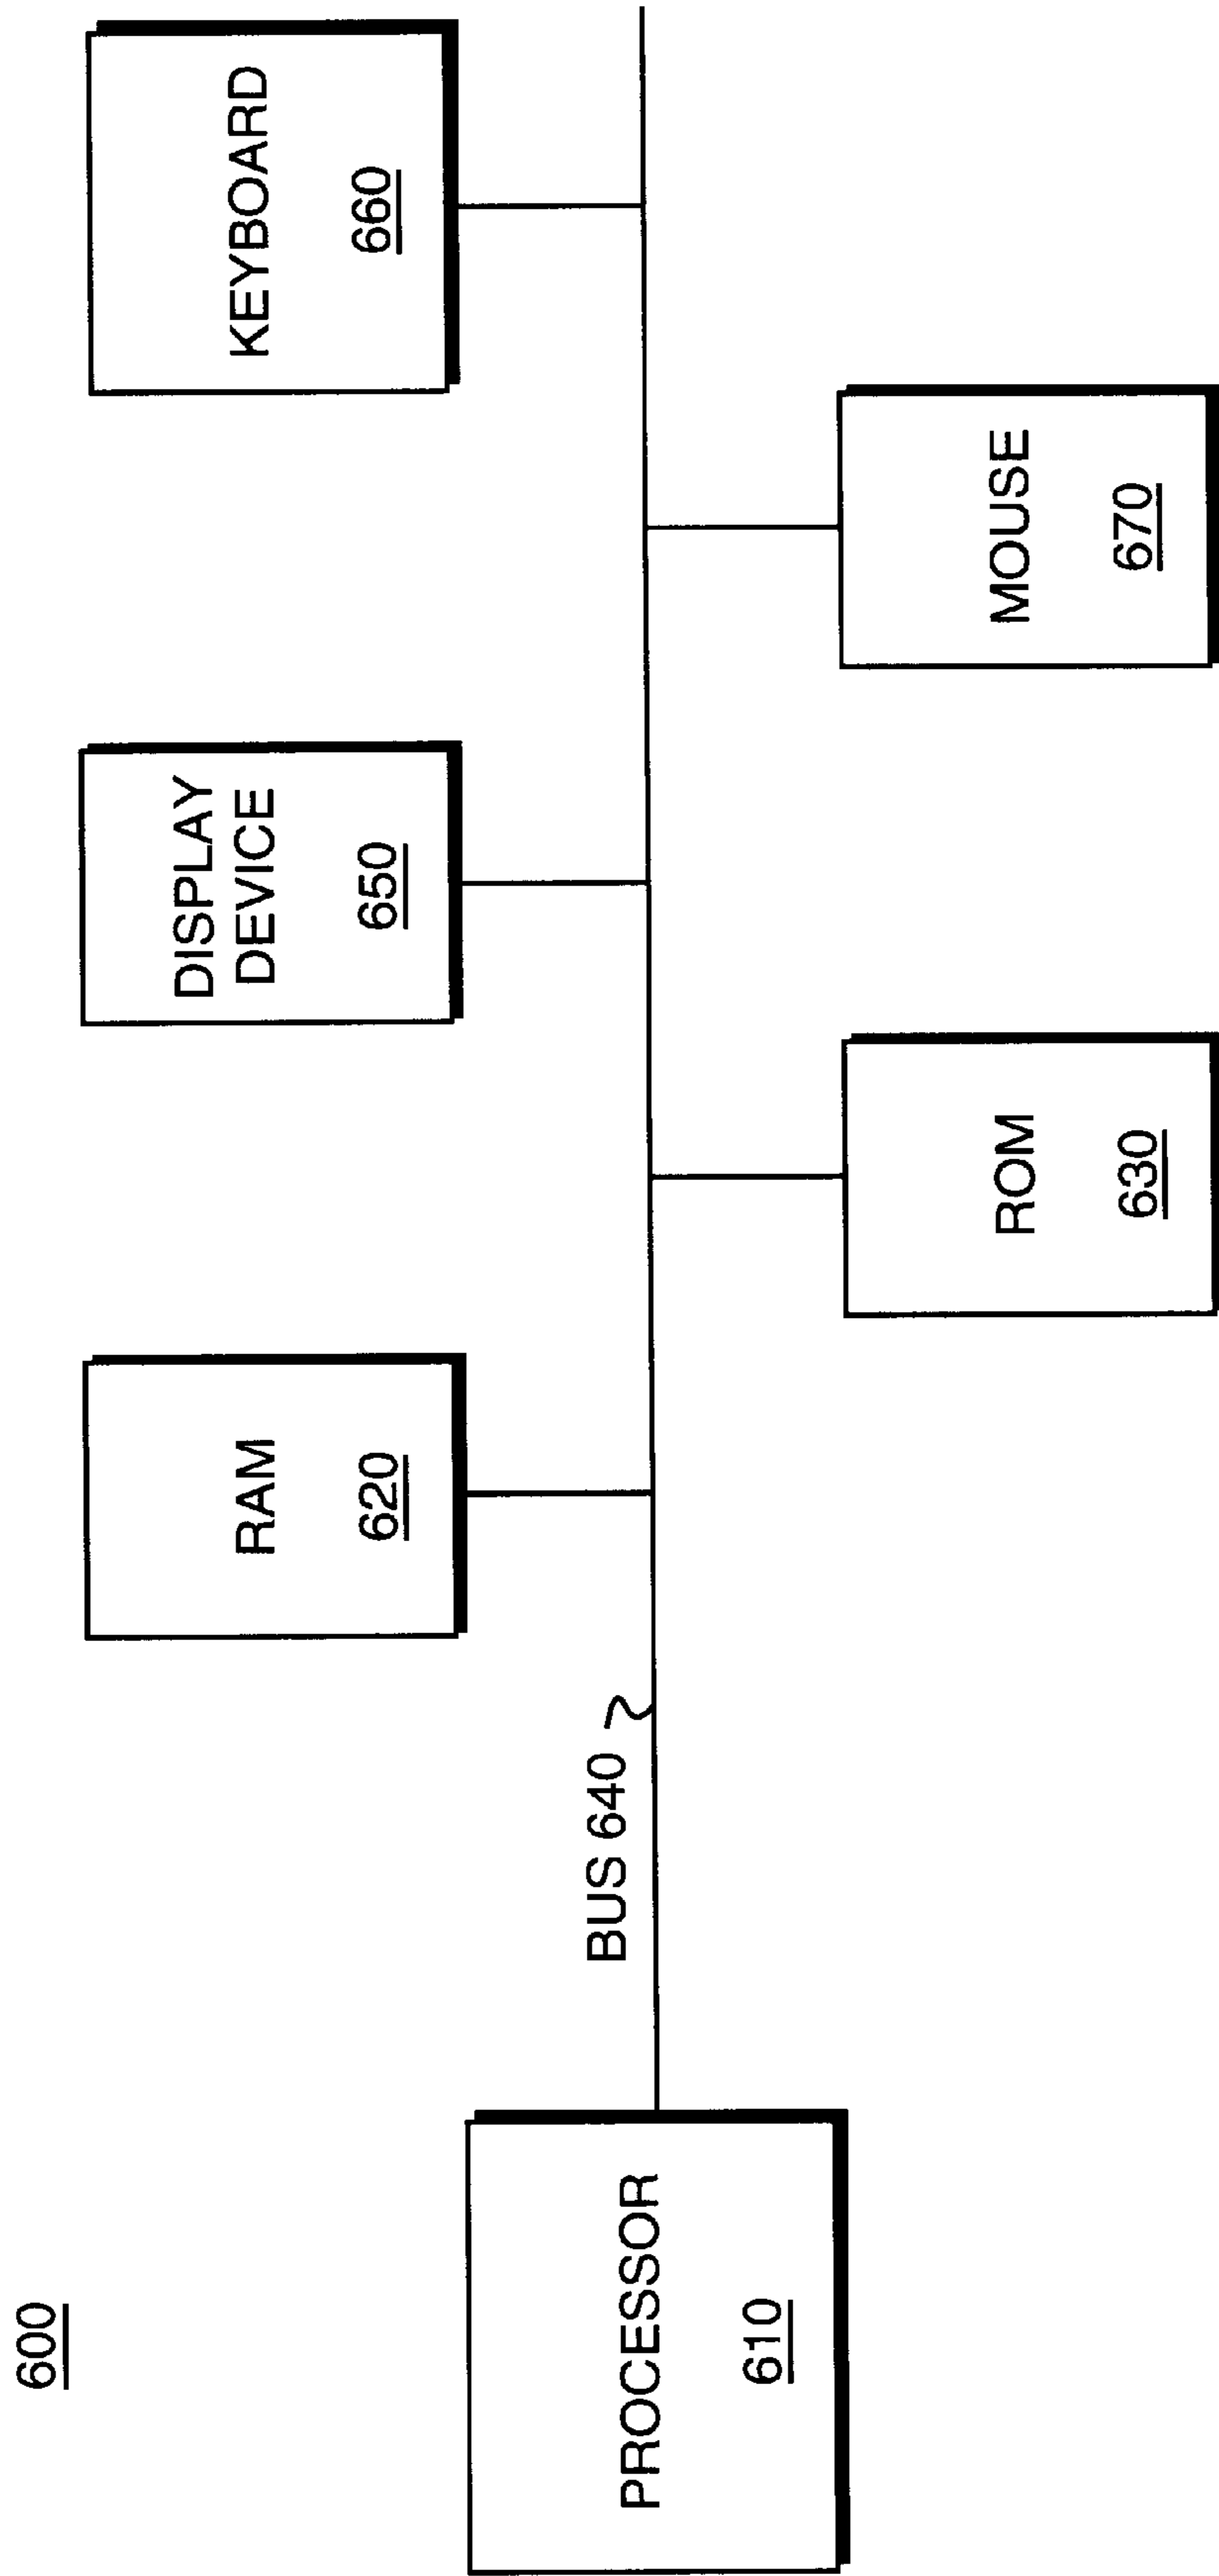 600
PROCESSOR
610
BUS 640
RAM
620
ROM
630
DISPLAY
DEVICE
650
MOUSE
670
KEYBOARD
660